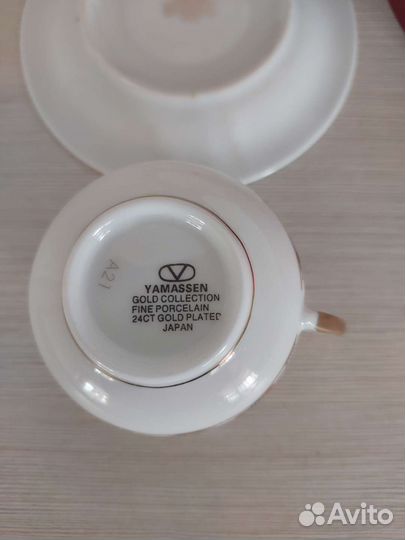 YAMASSEN
GOLD COLLECTION
FINE PORCELAIN
24CT GOLD PLATED
JAPAN
A21
Avito